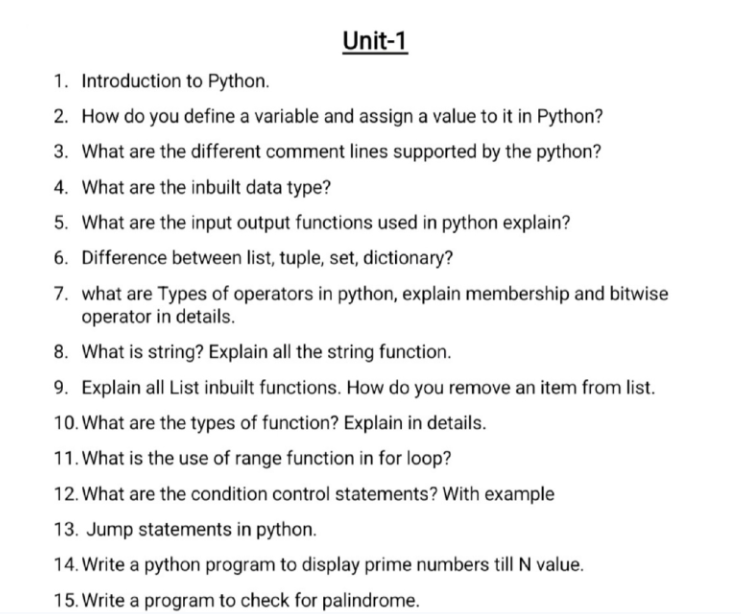 Unit-1
1. Introduction to Python.
2. How do you define a variable and assign a value to it in Python?
3. What are the different comment lines supported by the python?
4. What are the inbuilt data type?
5. What are the input output functions used in python explain?
6. Difference between list, tuple, set, dictionary?
7. what are Types of operators in python, explain membership and bitwise
operator in details.
8. What is string? Explain all the string function.
9. Explain all List inbuilt functions. How do you remove an item from list.
10. What are the types of function? Explain in details.
11. What is the use of range function in for loop?
12. What are the condition control statements? With example
13. Jump statements in python.
14. Write a python program to display prime numbers till N value.
15. Write a program to check for palindrome.